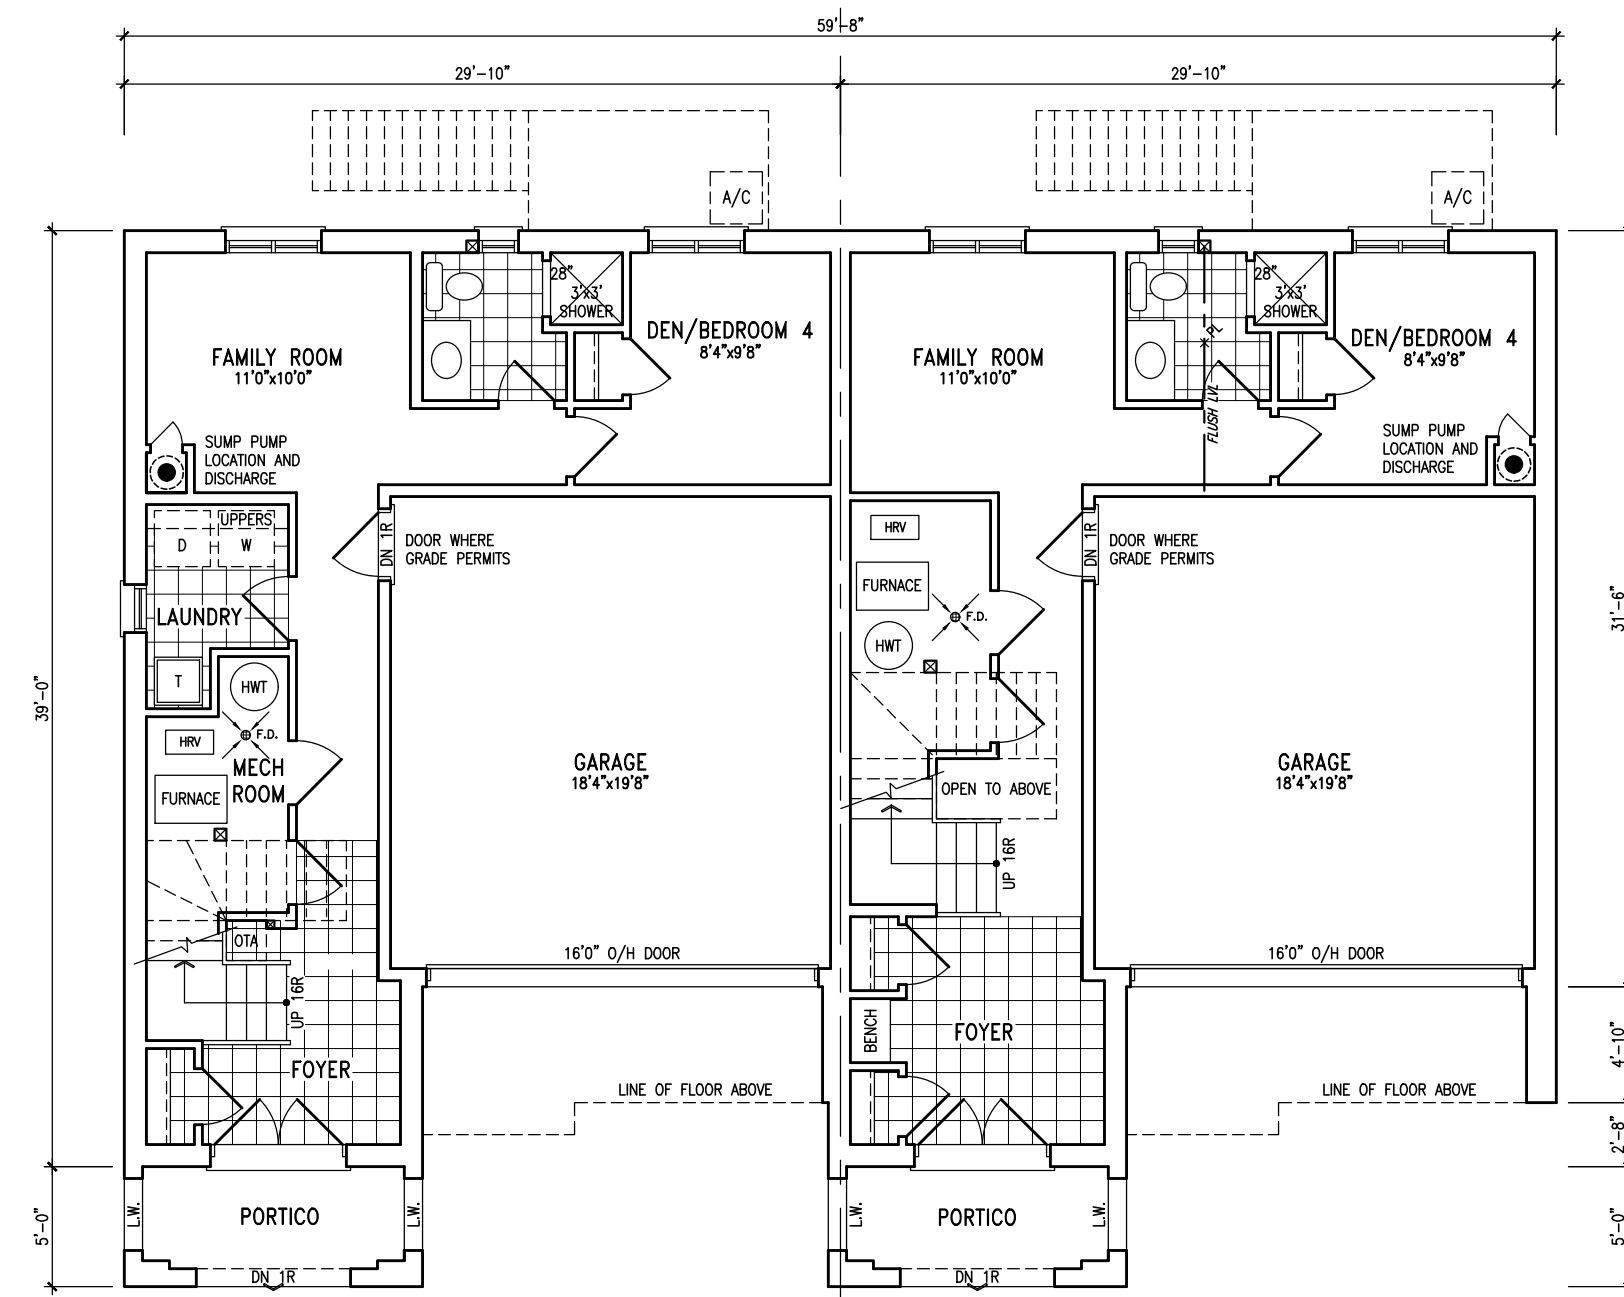 59'-8"
29'-10"
29'-10"
A/C
A/C
28"
3'x3'
SHOWER
DEN/BEDROOM 4
8'4"x9'8"
FAMILY ROOM
11'0"x10'0"
28"
3'x3'
SHOWER
PL
FLUSH LVL
DEN/BEDROOM 4
8'4"x9'8"
FAMILY ROOM
11'0"x10'0"
SUMP PUMP
LOCATION AND
DISCHARGE
SUMP PUMP
LOCATION AND
DISCHARGE
UPPERS
D
W
DN 1R
DOOR WHERE
GRADE PERMITS
HRV
FURNACE
F.D.
HWT
DN 1R
DOOR WHERE
GRADE PERMITS
LAUNDRY
T
HWT
HRV
F.D.
MECH
ROOM
FURNACE
39'-0"
31'-6"
GARAGE
18'4"x19'8"
GARAGE
18'4"x19'8"
OPEN TO ABOVE
UP 16R
OTA
UP 16R
16'0" O/H DOOR
16'0" O/H DOOR
BENCH
FOYER
FOYER
LINE OF FLOOR ABOVE
LINE OF FLOOR ABOVE
4'-10"
2'-8"
L.W.
PORTICO
L.W.
L.W.
PORTICO
L.W.
5'-0"
5'-0"
DN 1R
DN 1R